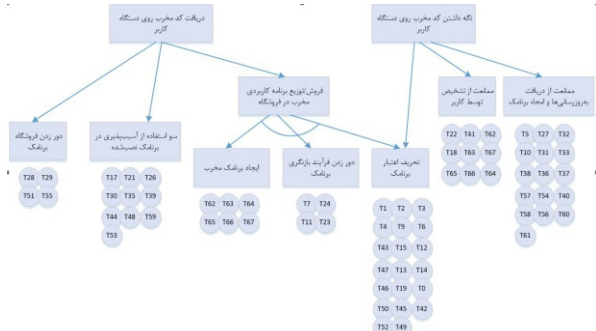 دریافت کد مخرب روی دستگاه
کاربر
نگه داشتن کد مخرب روی دستگاه
کاربر
فروش/توزیع برنامه کاربردی
مخرب در فروشگاه
ممانعت از تشخیص
توسط کاربر
ممانعت از دریافت
به‌روزرسانی‌ها و امحاء برنامک
دور زدن فروشگاه
برنامک
سو استفاده از آسیب‌پذیری در
برنامک نصب‌شده
ایجاد برنامک مخرب
دور زدن فرآیند بازنگری
برنامک
تحریف اعتبار
برنامک
T28 T29
T51 T55
T17 T21 T26
T30 T35 T39
T44 T48 T59
T53
T62 T63 T64
T65 T66 T67
T7 T24
T11 T23
T1 T2 T3
T4 T9 T6
T43 T15 T12
T47 T13 T14
T46 T19 T0
T50 T45 T42
T52 T49
T22 T41 T62
T18 T63 T67
T65 T66 T64
T5 T27 T32
T10 T31 T33
T38 T36 T37
T57 T54 T40
T58 T56 T60
T61